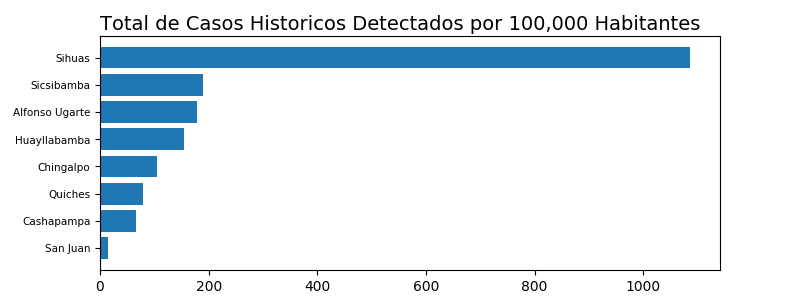 Total de Casos Historicos Detectados por 100,000 Habitantes
Sihuas
Sicsibamba
Alfonso Ugarte
Huayllabamba
Chingalpo
Quiches
Cashapampa
San Juan
0 200 400 600 800 1000